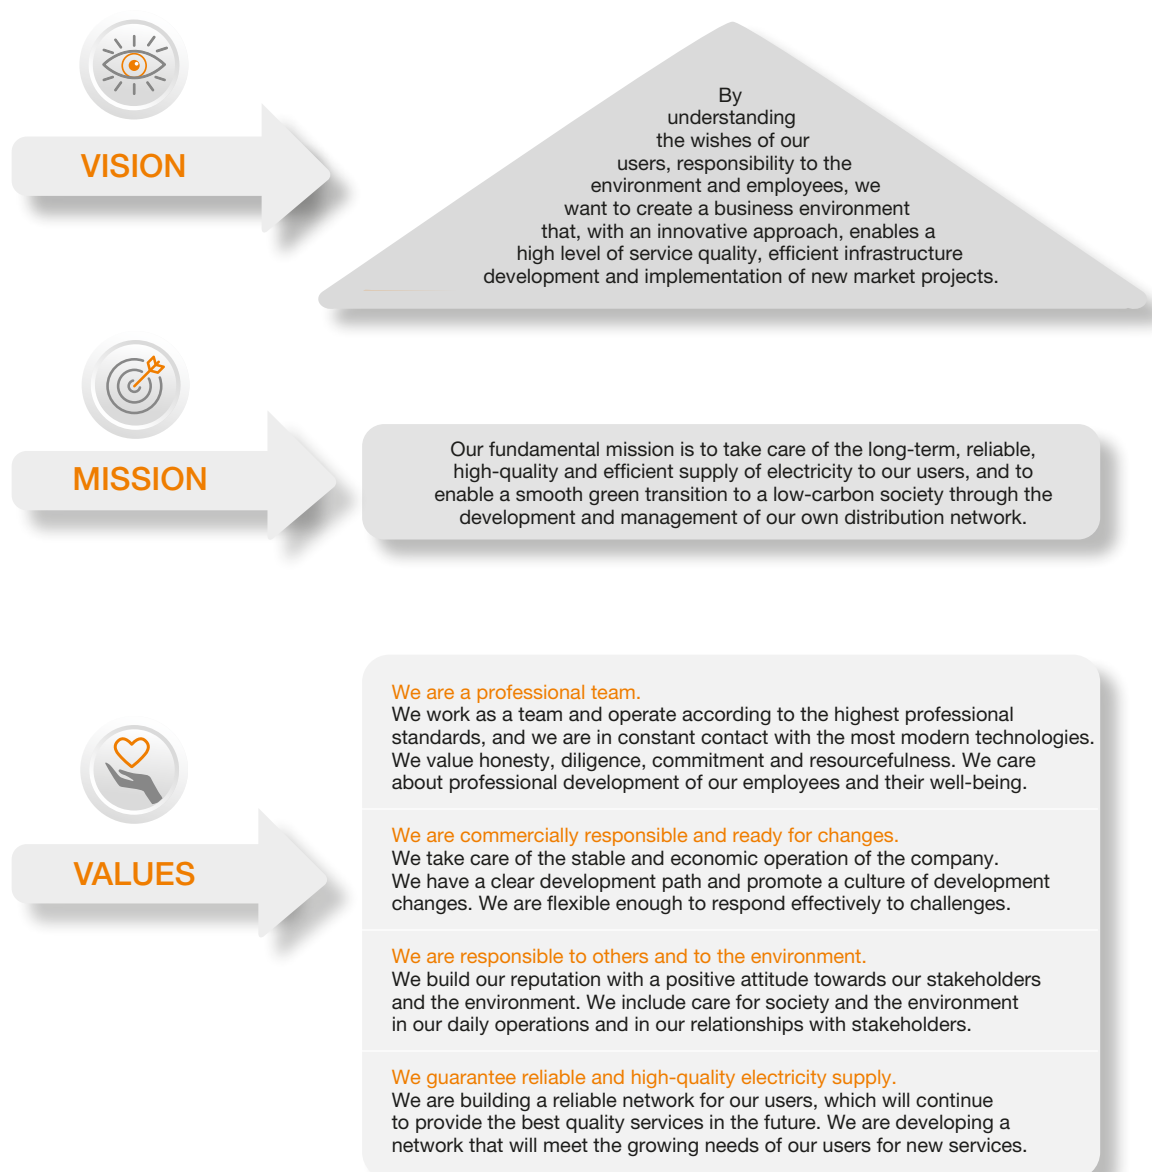 VISION
By
understanding
the wishes of our
users, responsibility to the
environment and employees, we
want to create a business environment
that, with an innovative approach, enables a
high level of service quality, efficient infrastructure
development and implementation of new market projects.
MISSION
Our fundamental mission is to take care of the long-term, reliable,
high-quality and efficient supply of electricity to our users, and to
enable a smooth green transition to a low-carbon society through the
development and management of our own distribution network.
VALUES
We are a professional team.
We work as a team and operate according to the highest professional
standards, and we are in constant contact with the most modern technologies.
We value honesty, diligence, commitment and resourcefulness. We care
about professional development of our employees and their well-being.
We are commercially responsible and ready for changes.
We take care of the stable and economic operation of the company.
We have a clear development path and promote a culture of development
changes. We are flexible enough to respond effectively to challenges.
We are responsible to others and to the environment.
We build our reputation with a positive attitude towards our stakeholders
and the environment. We include care for society and the environment
in our daily operations and in our relationships with stakeholders.
We guarantee reliable and high-quality electricity supply.
We are building a reliable network for our users, which will continue
to provide the best quality services in the future. We are developing a
network that will meet the growing needs of our users for new services.